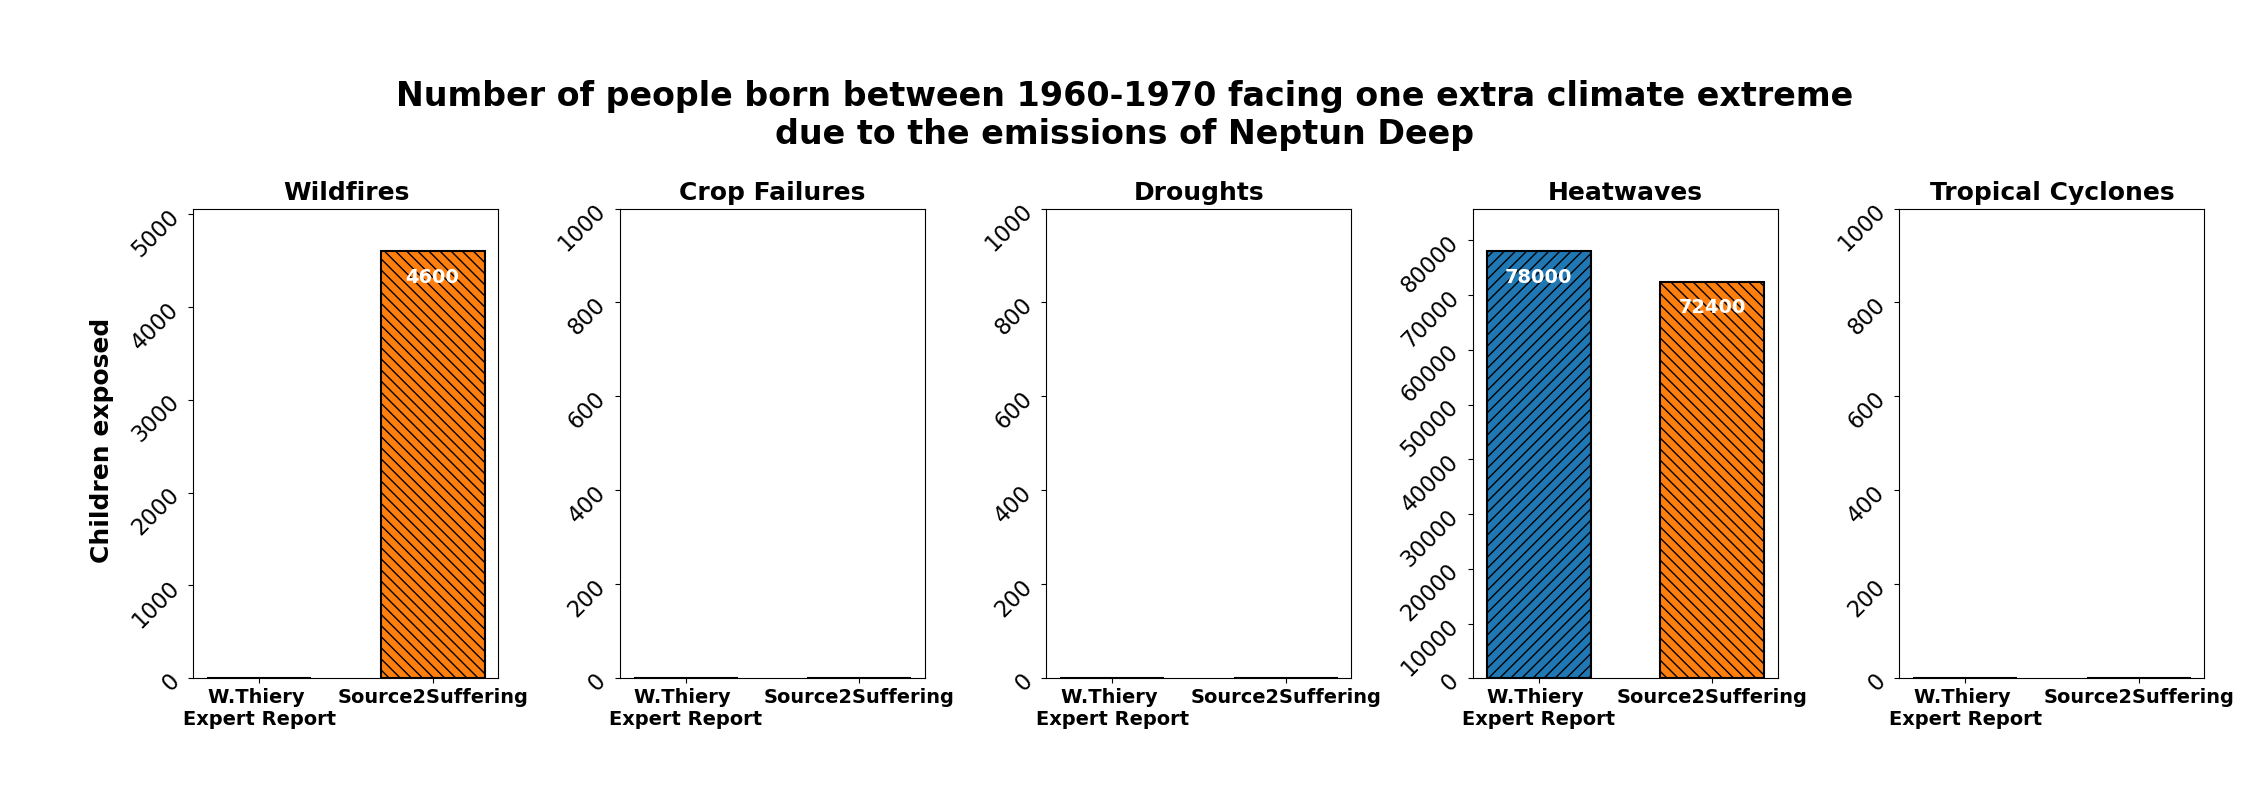 Number of people born between 1960-1970 facing one extra climate extreme
due to the emissions of Neptun Deep
Wildfires
Children exposed
5000
4000
3000
2000
1000
0
4600
W.Thiery
Expert Report
Source2Suffering
Crop Failures
1000
800
600
400
200
0
W.Thiery
Expert Report
Source2Suffering
Droughts
1000
800
600
400
200
0
W.Thiery
Expert Report
Source2Suffering
Heatwaves
80000
70000
60000
50000
40000
30000
20000
10000
0
78000
72400
W.Thiery
Expert Report
Source2Suffering
Tropical Cyclones
1000
800
600
400
200
0
W.Thiery
Expert Report
Source2Suffering